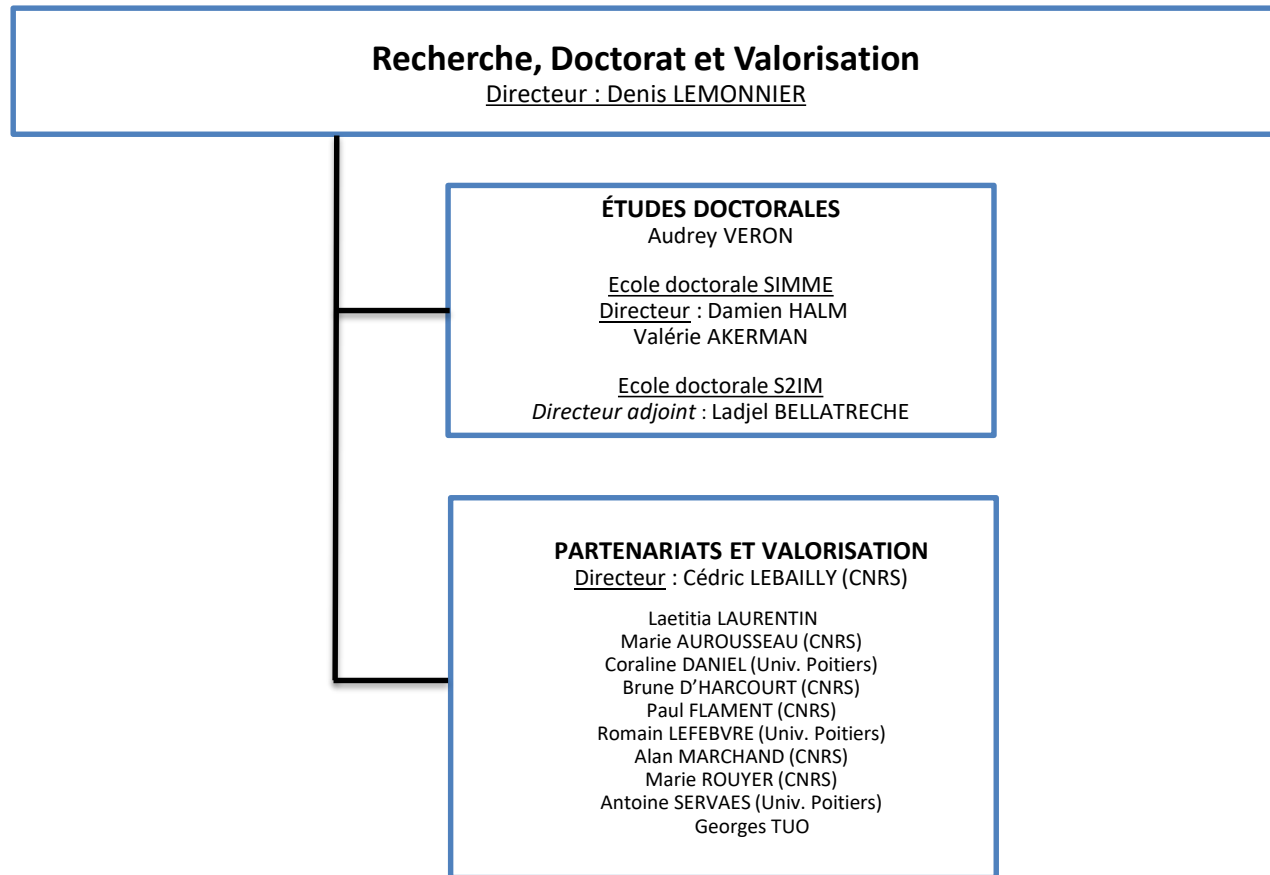 Recherche, Doctorat et Valorisation
Directeur : Denis LEMONNIER
ÉTUDES DOCTORALES
Audrey VERON
Ecole doctorale SIMME
Directeur : Damien HALM
Valérie AKERMAN
Ecole doctorale S2IM
Directeur adjoint : Ladjel BELLATRECHE
PARTENARIATS ET VALORISATION
Directeur : Cédric LEBAILLY (CNRS)
Laetitia LAURENTIN
Marie AUROUSSEAU (CNRS)
Coraline DANIEL (Univ. Poitiers)
Brune D’HARCOURT (CNRS)
Paul FLAMENT (CNRS)
Romain LEFEBVRE (Univ. Poitiers)
Alan MARCHAND (CNRS)
Marie ROUYER (CNRS)
Antoine SERVAES (Univ. Poitiers)
Georges TUO